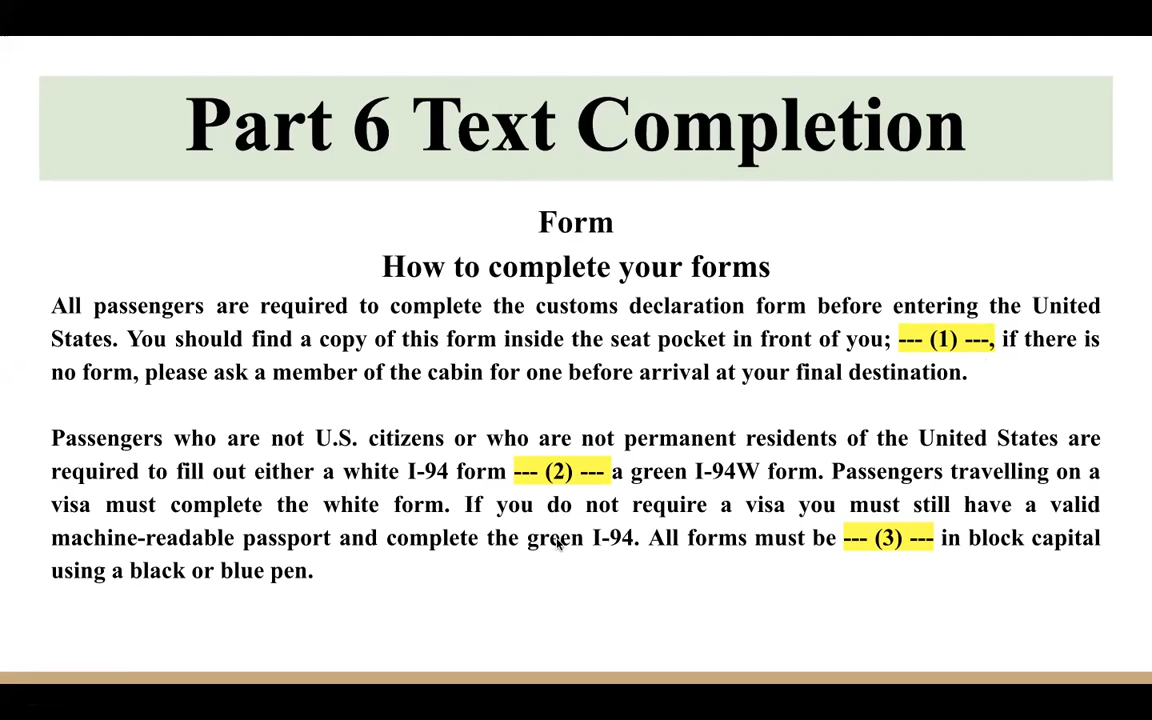 Part 6 Text Completion
Form
How to complete your forms
All passengers are required to complete the customs declaration form before entering the United
States. You should find a copy of this form inside the seat pocket in front of you; --- (1) ---, if there is
no form, please ask a member of the cabin for one before arrival at your final destination.
Passengers who are not U.S. citizens or who are not permanent residents of the United States are
required to fill out either a white I-94 form --- (2) --- a green I-94W form. Passengers travelling on a
visa must complete the white form. If you do not require a visa you must still have a valid
machine-readable passport and complete the green I-94. All forms must be --- (3) --- in block capital
using a black or blue pen.